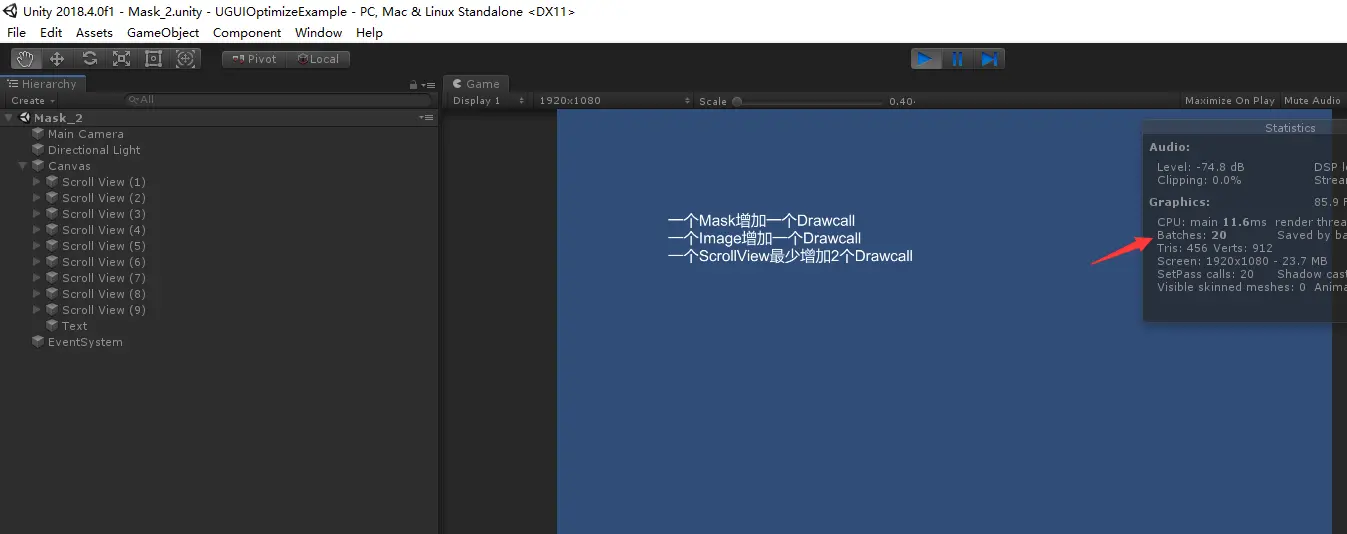 Unity 2018.4.0f1 - Mask_2.unity - UGUIOptimizeExample - PC, Mac & Linux Standalone <DX11>
File Edit Assets GameObject Component Window Help
Pivot Local
Hierarchy
Create All
Mask_2
Main Camera
Directional Light
Canvas
Scroll View (1)
Scroll View (2)
Scroll View (3)
Scroll View (4)
Scroll View (5)
Scroll View (6)
Scroll View (7)
Scroll View (8)
Scroll View (9)
Text
EventSystem
Game
Display 1 1920x1080 Scale 0.40 Maximize On Play Mute Audio
一个Mask增加一个Drawcall
一个Image增加一个Drawcall
一个ScrollView最少增加2个Drawcall
Statistics
Audio:
Level: -74.8 dB DSP l
Clipping: 0.0% Strea
Graphics: 85.9 F
CPU: main 11.6ms render threa
Batches: 20 Saved by ba
Tris: 456 Verts: 912
Screen: 1920x1080 - 23.7 MB
SetPass calls: 20 Shadow cast
Visible skinned meshes: 0 Anima